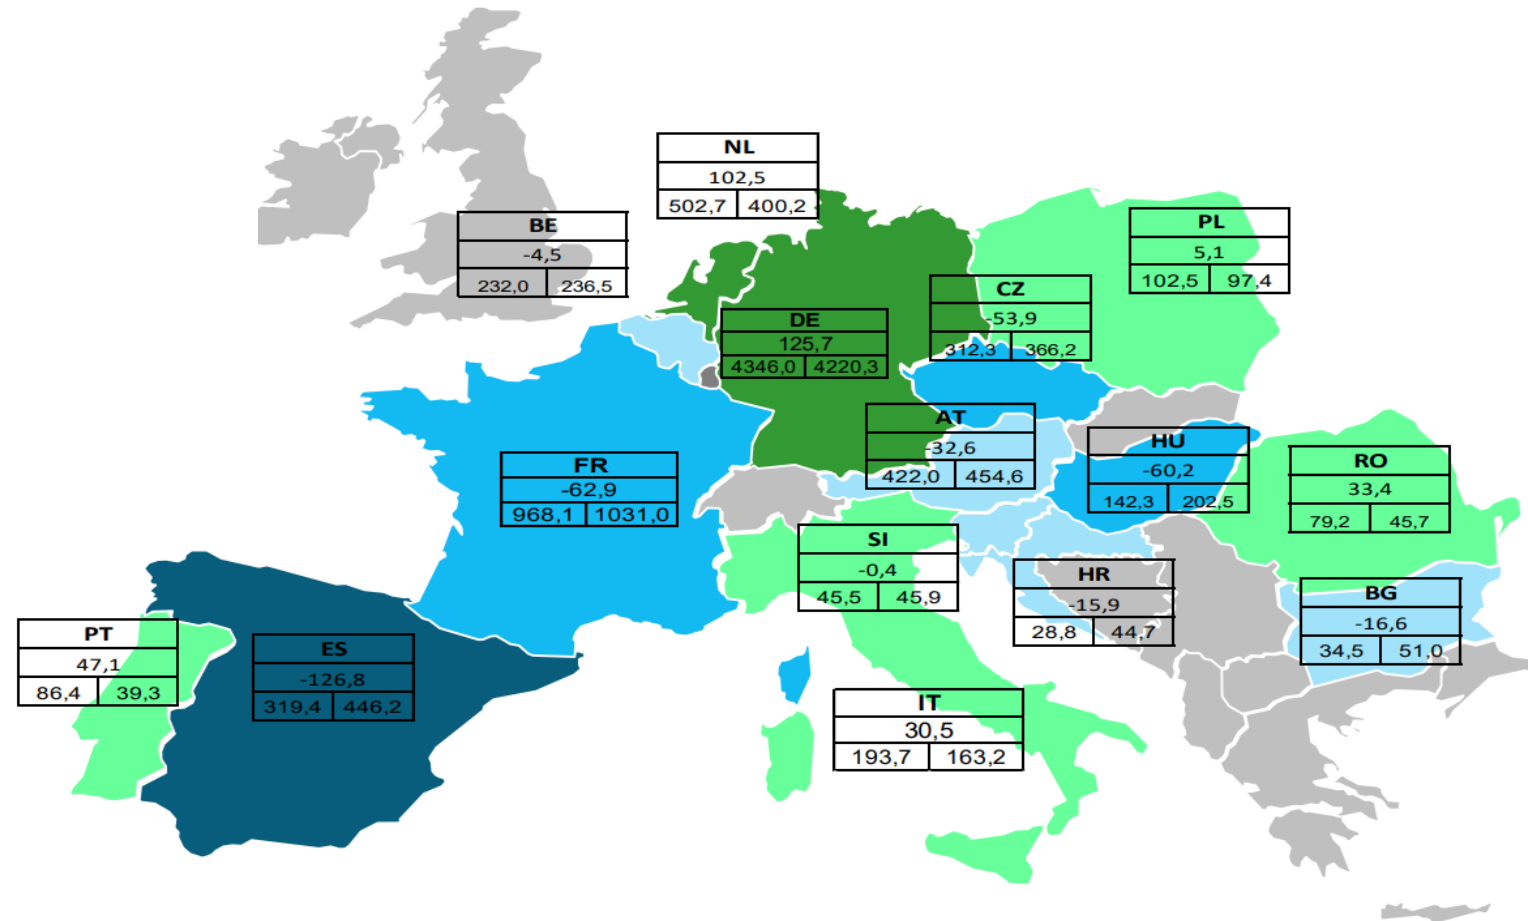 NL
102,5
502,7 400,2
BE
-4,5
232,0 236,5
PL
5,1
102,5 97,4
CZ
-53,9
312,3 366,2
DE
125,7
4346,0 4220,3
AT
-32,6
422,0 454,6
HU
-60,2
142,3 202,5
RO
33,4
79,2 45,7
FR
-62,9
968,1 1031,0
SI
-0,4
45,5 45,9
HR
-15,9
28,8 44,7
BG
-16,6
34,5 51,0
PT
47,1
86,4 39,3
ES
-126,8
319,4 446,2
IT
30,5
193,7 163,2